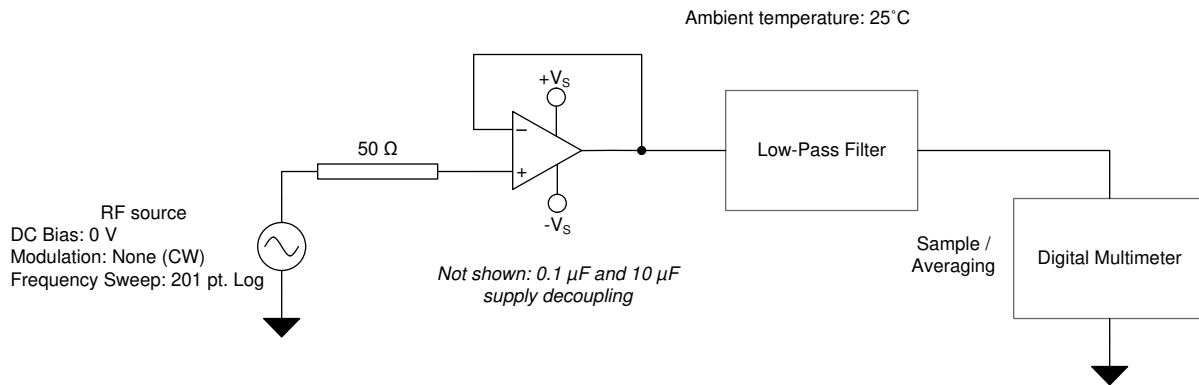 Ambient temperature: 25˚C
+VS
50 Ω
−
+
Low-Pass Filter
RF source
DC Bias: 0 V
Modulation: None (CW)
Frequency Sweep: 201 pt. Log
-VS
Not shown: 0.1 µF and 10 µF
supply decoupling
Sample /
Averaging
Digital Multimeter